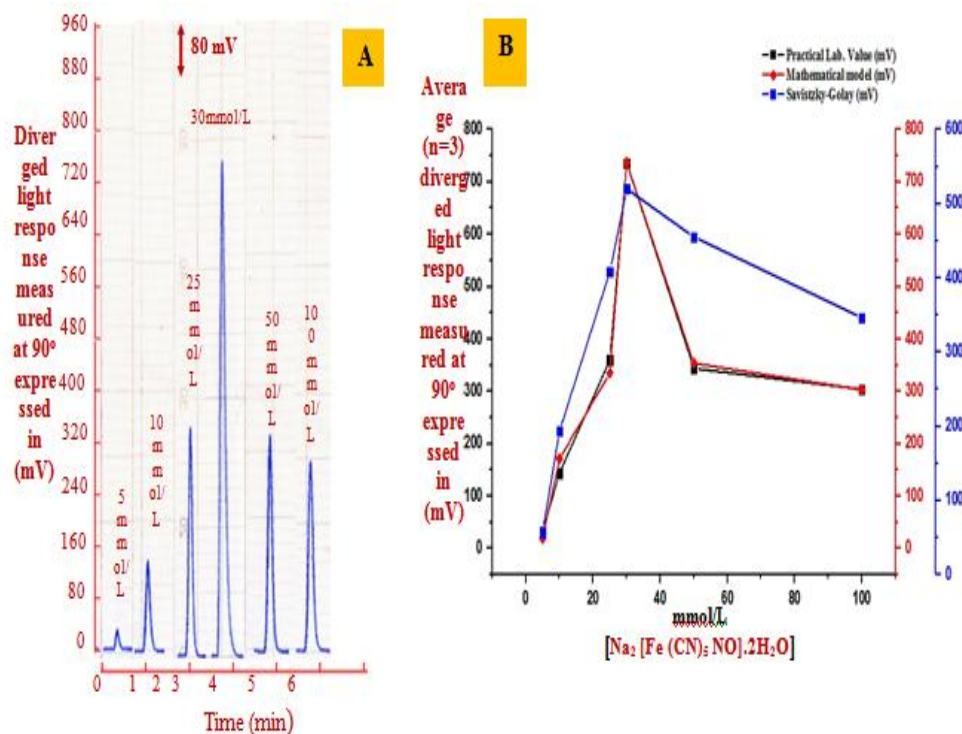 A
960
880
800
720
640
560
480
400
320
240
160
80
0
80 mV
Diver
ged
light
respo
nse
meas
ured
at 90º
expre
ssed
in
(mV)
5
m
m
ol/
L
10
m
m
ol/
L
25
m
m
ol/
L
30mmol/L
50
m
m
ol/
L
10
0 m
m
ol/
L
0 1 2 3 4 5 6
Time (min)
B
Practical Lab. Value (mV)
Mathematical model (mV)
Savistzky-Golay (mV)
Avera
ge
(n=3)
diverg
ed
light
respo
nse
measu
red at
90º
expre
ssed
in
(mV)
800
700
600
500
400
300
200
100
0
800
700
600
500
400
300
200
100
0
600
500
400
300
200
100
0
0 20 40 60 80 100
mmol/L
[Na₂ [Fe (CN)₅ NO].2H₂O]